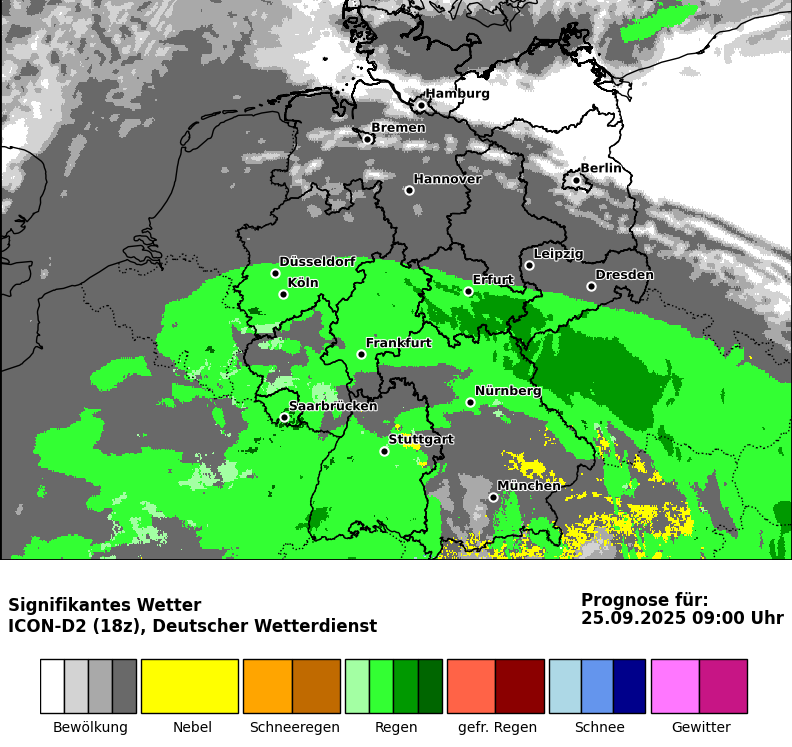 Hamburg
Bremen
Berlin
Hannover
Leipzig
Düsseldorf
Dresden
Köln
Erfurt
Frankfurt
Nürnberg
Saarbrücken
Stuttgart
München
Signifikantes Wetter
ICON-D2 (18z), Deutscher Wetterdienst
Prognose für:
25.09.2025 09:00 Uhr
Bewölkung
Nebel
Schneeregen
Regen
gefr. Regen
Schnee
Gewitter